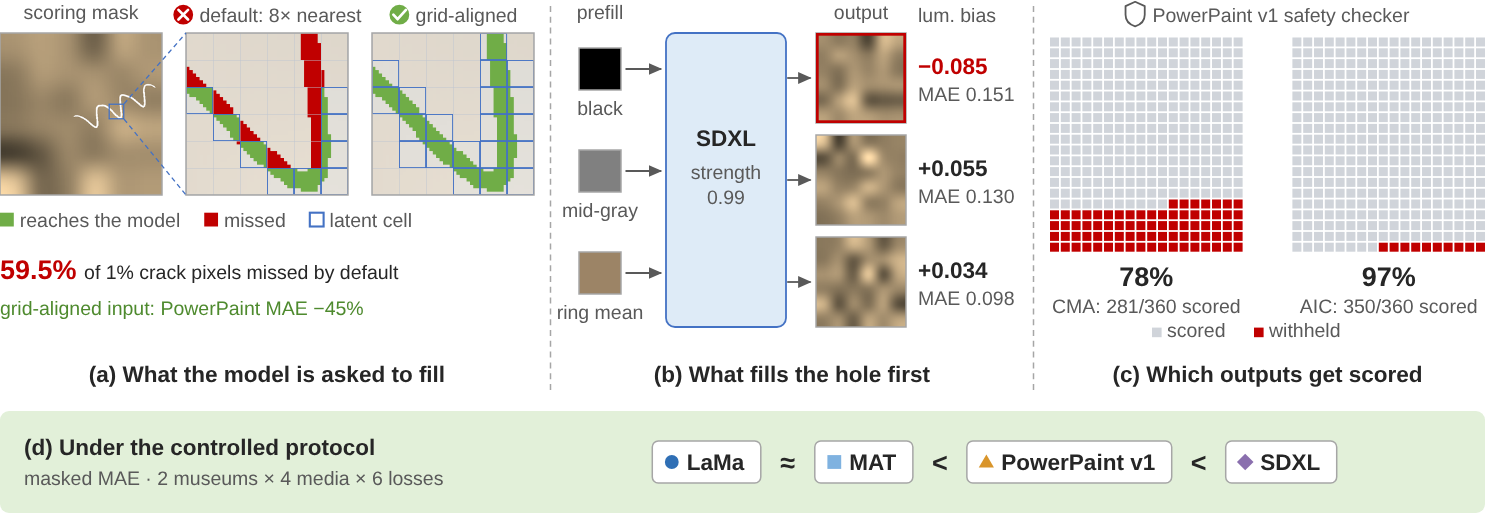 scoring mask
default: 8× nearest
grid-aligned
reaches the model
missed
latent cell
59.5% of 1% crack pixels missed by default
grid-aligned input: PowerPaint MAE −45%
(a) What the model is asked to fill
prefill
output
lum. bias
black
mid-gray
ring mean
SDXL
strength
0.99
−0.085
MAE 0.151
+0.055
MAE 0.130
+0.034
MAE 0.098
(b) What fills the hole first
PowerPaint v1 safety checker
78%
97%
CMA: 281/360 scored
AIC: 350/360 scored
scored
withheld
(c) Which outputs get scored
(d) Under the controlled protocol
masked MAE · 2 museums × 4 media × 6 losses
LaMa ≈ MAT < PowerPaint v1 < SDXL